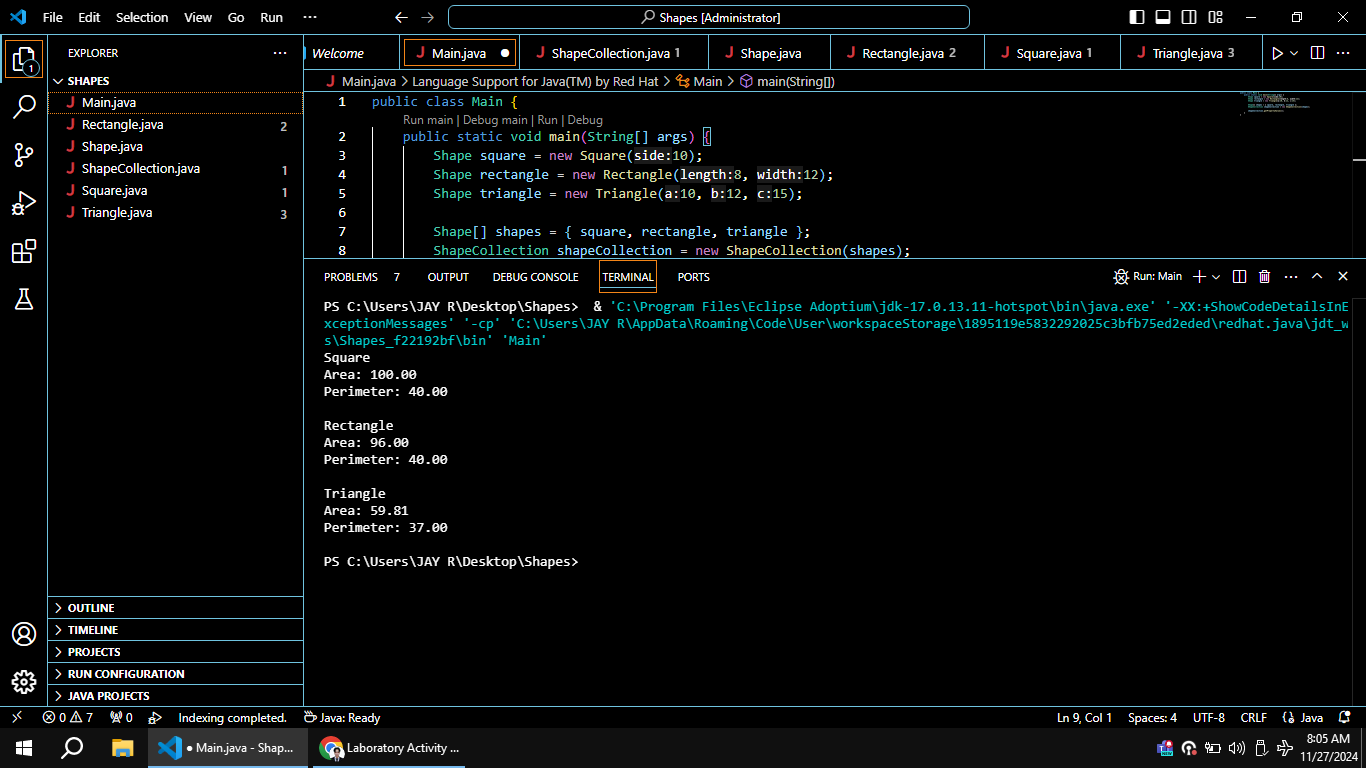 File Edit Selection View Go Run ··· Shapes [Administrator]
EXPLORER ···
SHAPES
Main.java
Rectangle.java 2
Shape.java
ShapeCollection.java 1
Square.java 1
Triangle.java 3
OUTLINE
TIMELINE
PROJECTS
RUN CONFIGURATION
JAVA PROJECTS
Welcome Main.java ShapeCollection.java 1 Shape.java Rectangle.java 2 Square.java 1 Triangle.java 3
Main.java > Language Support for Java(TM) by Red Hat > Main > main(String[])
1 public class Main {
Run main | Debug main | Run | Debug
2 public static void main(String[] args) {
3 Shape square = new Square(side:10);
4 Shape rectangle = new Rectangle(length:8, width:12);
5 Shape triangle = new Triangle(a:10, b:12, c:15);
6
7 Shape[] shapes = { square, rectangle, triangle };
8 ShapeCollection shapeCollection = new ShapeCollection(shapes);
PROBLEMS 7 OUTPUT DEBUG CONSOLE TERMINAL PORTS Run: Main
PS C:\Users\JAY R\Desktop\Shapes> & 'C:\Program Files\Eclipse Adoptium\jdk-17.0.13.11-hotspot\bin\java.exe' '-XX:+ShowCodeDetailsInE
xceptionMessages' '-cp' 'C:\Users\JAY R\AppData\Roaming\Code\User\workspaceStorage\1895119e5832292025c3bfb75ed2eded\redhat.java\jdt_w
s\Shapes_f22192bf\bin' 'Main'
Square
Area: 100.00
Perimeter: 40.00
Rectangle
Area: 96.00
Perimeter: 40.00
Triangle
Area: 59.81
Perimeter: 37.00
PS C:\Users\JAY R\Desktop\Shapes>
0 7 0 Indexing completed. Java: Ready Ln 9, Col 1 Spaces: 4 UTF-8 CRLF Java
● Main.java - Shap... Laboratory Activity ... 8:05 AM
11/27/2024